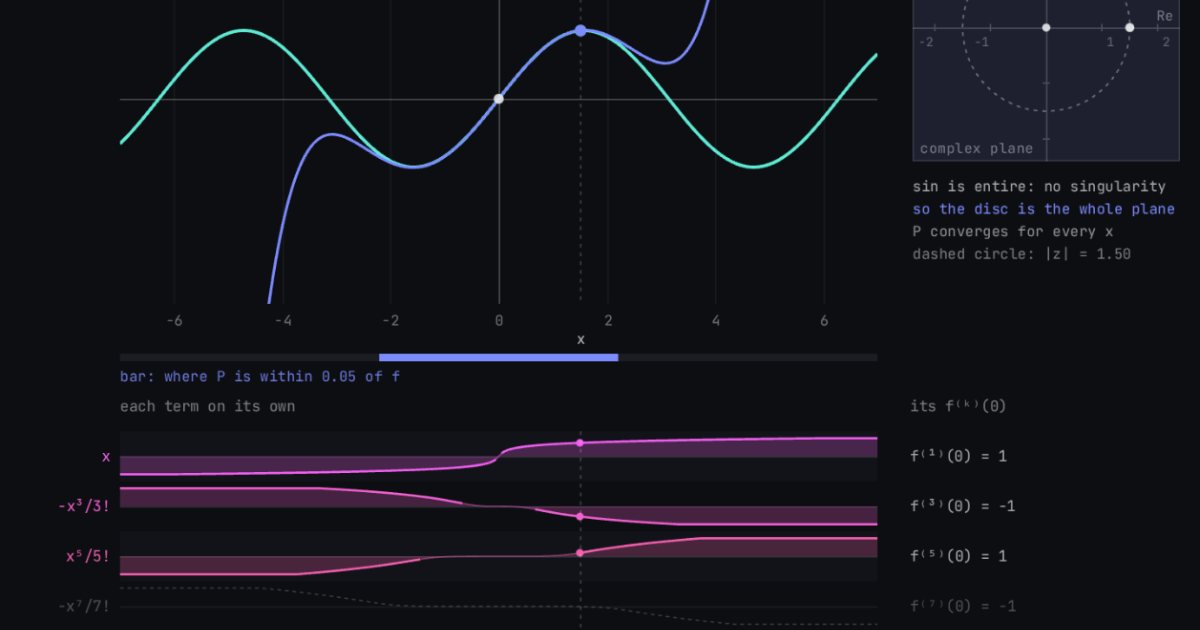 Re
-2 -1 1 2
complex plane
sin is entire: no singularity
so the disc is the whole plane
P converges for every x
dashed circle: |z| = 1.50
-6 -4 -2 0 2 4 6
x
bar: where P is within 0.05 of f
each term on its own
its f⁽ᵏ⁾(0)
x
f⁽¹⁾(0) = 1
-x³/3!
f⁽³⁾(0) = -1
x⁵/5!
f⁽⁵⁾(0) = 1
-x⁷/7!
f⁽⁷⁾(0) = -1